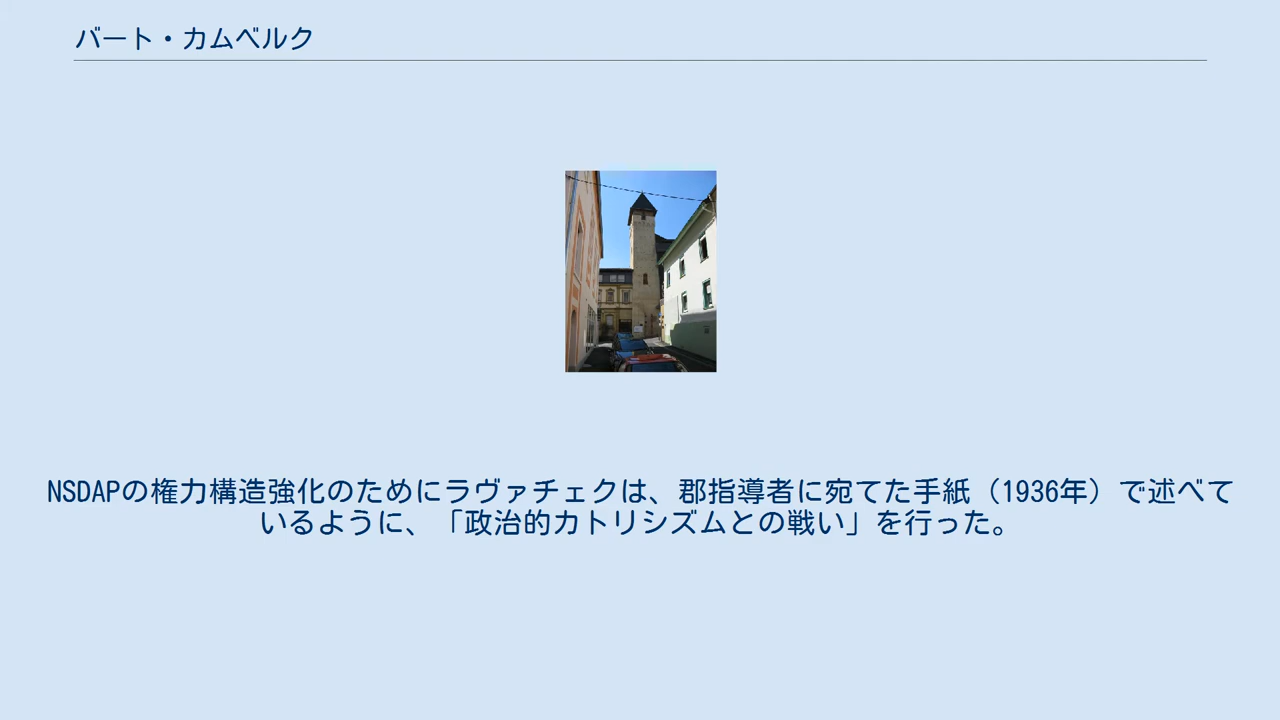 バート・カムベルク
NSDAPの権力構造強化のためにラヴァチェクは、郡指導者に宛てた手紙（1936年）で述べて
いるように、「政治的カトリシズムとの戦い」を行った。